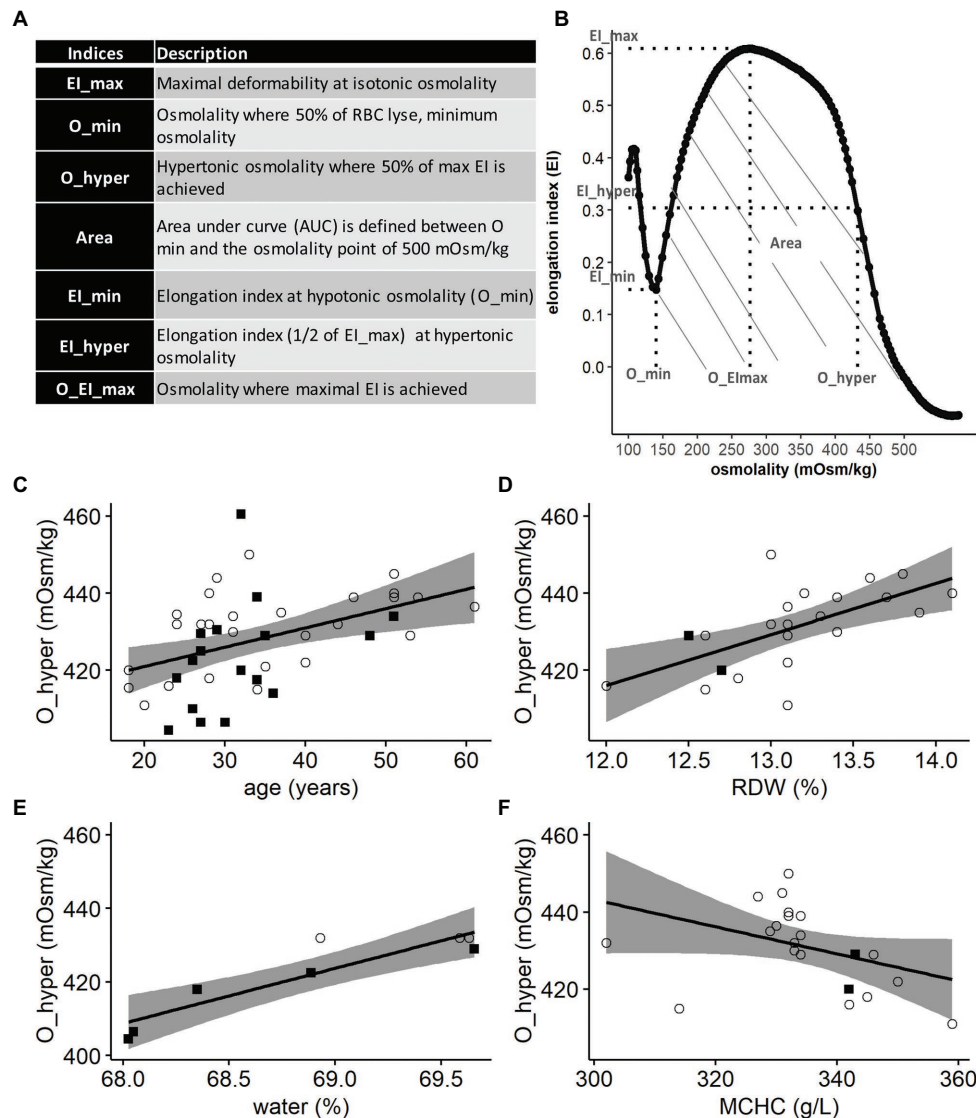 A
Indices Description
EI_max Maximal deformability at isotonic osmolality
O_min Osmolality where 50% of RBC lyse, minimum
osmolality
O_hyper Hypertonic osmolality where 50% of max EI is
achieved
Area Area under curve (AUC) is defined between O
min and the osmolality point of 500 mOsm/kg
EI_min Elongation index at hypotonic osmolality (O_min)
EI_hyper Elongation index (1/2 of EI_max) at hypertonic
osmolality
O_EI_max Osmolality where maximal EI is achieved
B
EI_max
0.6
0.5
0.4
EI_hyper
0.3
0.2
EI_min
0.1
0.0
elongation index (EI)
Area
O_min O_EImax O_hyper
100 150 200 250 300 350 400 450 500
osmolality (mOsm/kg)
C
460
440
420
O_hyper (mOsm/kg)
20 30 40 50 60
age (years)
D
460
440
420
O_hyper (mOsm/kg)
12.0 12.5 13.0 13.5 14.0
RDW (%)
E
460
440
420
400
O_hyper (mOsm/kg)
68.0 68.5 69.0 69.5
water (%)
F
460
440
420
O_hyper (mOsm/kg)
300 320 340 360
MCHC (g/L)